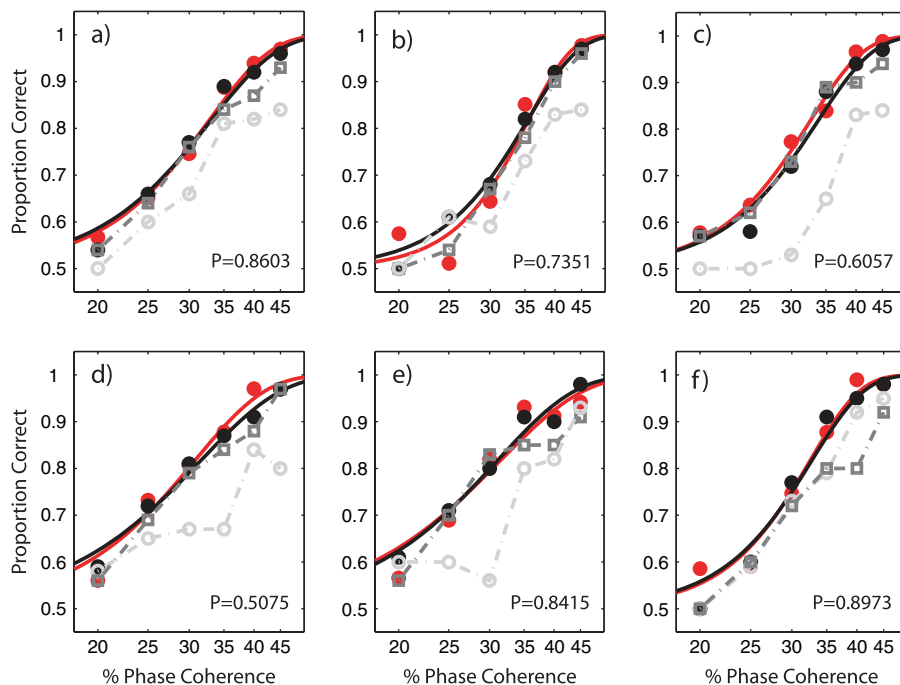 a)
b)
c)
1
0.9
0.8
0.7
0.6
0.5
Proportion Correct
P=0.8603
20 25 30 35 40 45
1
0.9
0.8
0.7
0.6
0.5
P=0.7351
20 25 30 35 40 45
1
0.9
0.8
0.7
0.6
0.5
P=0.6057
20 25 30 35 40 45
d)
e)
f)
1
0.9
0.8
0.7
0.6
0.5
Proportion Correct
P=0.5075
20 25 30 35 40 45
% Phase Coherence
1
0.9
0.8
0.7
0.6
0.5
P=0.8415
20 25 30 35 40 45
% Phase Coherence
1
0.9
0.8
0.7
0.6
0.5
P=0.8973
20 25 30 35 40 45
% Phase Coherence